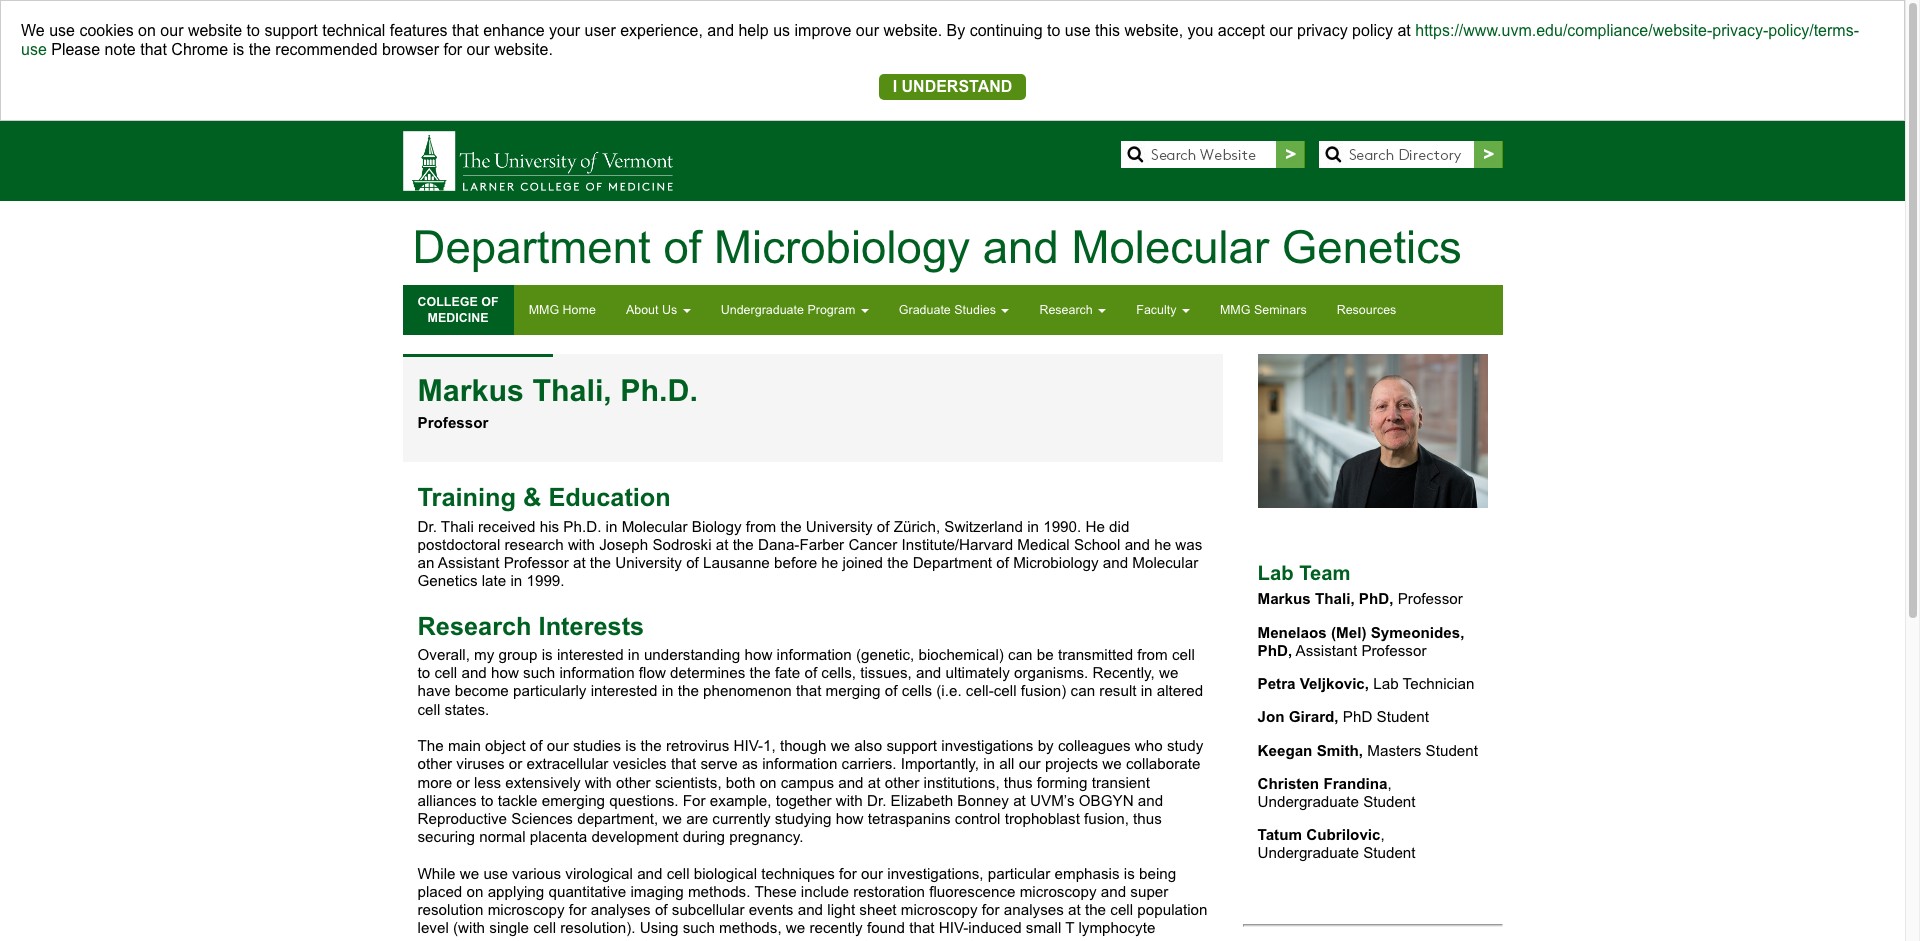 We use cookies on our website to support technical features that enhance your user experience, and help us improve our website. By continuing to use this website, you accept our privacy policy at https://www.uvm.edu/compliance/website-privacy-policy/terms-
use Please note that Chrome is the recommended browser for our website.
I UNDERSTAND
The University of Vermont
LARNER COLLEGE OF MEDICINE
Search Website >
Search Directory >
Department of Microbiology and Molecular Genetics
COLLEGE OF
MEDICINE
MMG Home About Us Undergraduate Program Graduate Studies Research Faculty MMG Seminars Resources
Markus Thali, Ph.D.
Professor
Training & Education
Dr. Thali received his Ph.D. in Molecular Biology from the University of Zürich, Switzerland in 1990. He did
postdoctoral research with Joseph Sodroski at the Dana-Farber Cancer Institute/Harvard Medical School and he was
an Assistant Professor at the University of Lausanne before he joined the Department of Microbiology and Molecular
Genetics late in 1999.
Research Interests
Overall, my group is interested in understanding how information (genetic, biochemical) can be transmitted from cell
to cell and how such information flow determines the fate of cells, tissues, and ultimately organisms. Recently, we
have become particularly interested in the phenomenon that merging of cells (i.e. cell-cell fusion) can result in altered
cell states.
The main object of our studies is the retrovirus HIV-1, though we also support investigations by colleagues who study
other viruses or extracellular vesicles that serve as information carriers. Importantly, in all our projects we collaborate
more or less extensively with other scientists, both on campus and at other institutions, thus forming transient
alliances to tackle emerging questions. For example, together with Dr. Elizabeth Bonney at UVM's OBGYN and
Reproductive Sciences department, we are currently studying how tetraspanins control trophoblast fusion, thus
securing normal placenta development during pregnancy.
While we use various virological and cell biological techniques for our investigations, particular emphasis is being
placed on applying quantitative imaging methods. These include restoration fluorescence microscopy and super
resolution microscopy for analyses of subcellular events and light sheet microscopy for analyses at the cell population
level (with single cell resolution). Using such methods, we recently found that HIV-induced small T lymphocyte
Lab Team
Markus Thali, PhD, Professor
Menelaos (Mel) Symeonides,
PhD, Assistant Professor
Petra Veljkovic, Lab Technician
Jon Girard, PhD Student
Keegan Smith, Masters Student
Christen Frandina,
Undergraduate Student
Tatum Cubrilovic,
Undergraduate Student